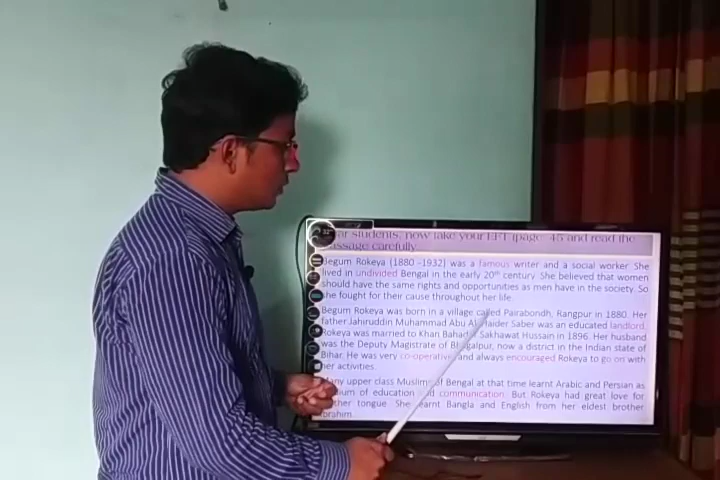 ar students, now take your EFT (page 45 and read the
assage carefully
Begum Rokeya (1880 -1932) was a famous writer and a social worker. She
lived in undivided Bengal in the early 20th century. She believed that women
should have the same rights and opportunities as men have in the society. So
she fought for their cause throughout her life.
Begum Rokeya was born in a village called Pairabondh, Rangpur in 1880. Her
father Jahiruddin Muhammad Abu Ali Haider Saber was an educated landlord.
Rokeya was married to Khan Bahadur Sakhawat Hussain in 1896. Her husband
was the Deputy Magistrate of Bhagalpur, now a district in the Indian state of
Bihar. He was very co-operative and always encouraged Rokeya to go on with
her activities.
Many upper class Muslims of Bengal at that time learnt Arabic and Persian as
ium of education and communication. But Rokeya had great love for
ther tongue. She learnt Bangla and English from her eldest brother
Ibrahim.